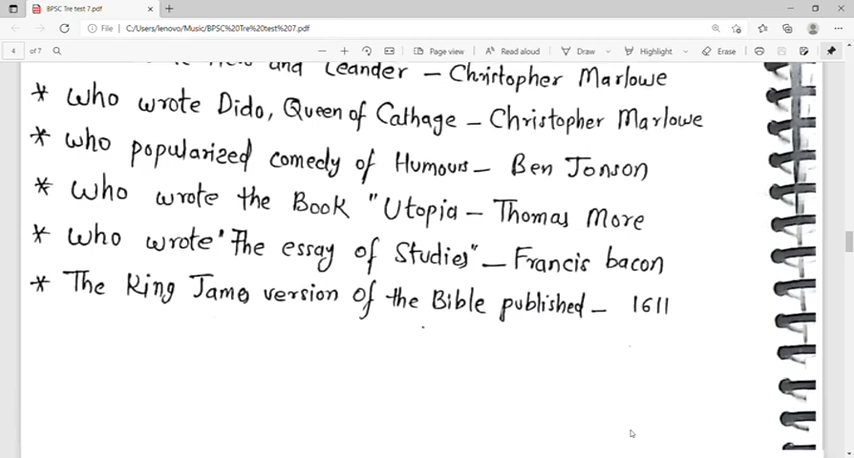 BPSC Tre test 7.pdf
File C:/Users/lenovo/Music/BPSC%20Tre%20test%207.pdf
4 of 7 Page view Read aloud Draw Highlight Erase
and Leander – Christopher Marlowe
* Who wrote Dido, Queen of Cathage – Christopher Marlowe
* who popularized comedy of Humours – Ben Jonson
* Who wrote the Book "Utopia – Thomas More
* Who wrote "The essay of Studies" – Francis bacon
* The King James version of the Bible published – 1611